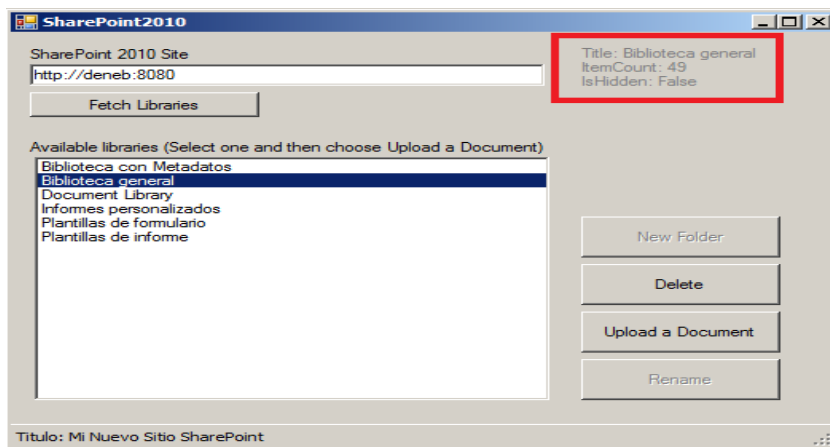 SharePoint2010
SharePoint 2010 Site
http://deneb:8080
Fetch Libraries
Title: Biblioteca general
ItemCount: 49
IsHidden: False
Available libraries (Select one and then choose Upload a Document)
Biblioteca con Metadatos
Biblioteca general
Document Library
Informes personalizados
Plantillas de formulario
Plantillas de informe
New Folder
Delete
Upload a Document
Rename
Titulo: Mi Nuevo Sitio SharePoint